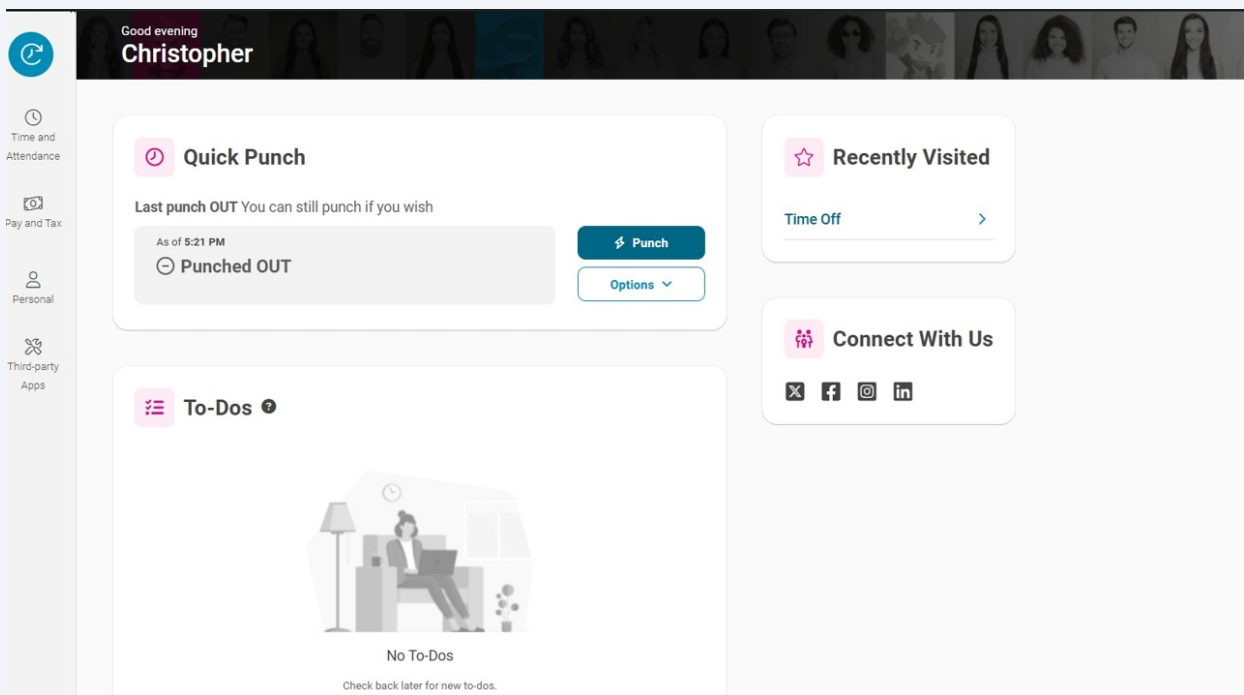 Good evening
Christopher
Time and
Attendance
Pay and Tax
Personal
Third-party
Apps
Quick Punch
Last punch OUT You can still punch if you wish
As of 5:21 PM
Punched OUT
Punch
Options
To-Dos
No To-Dos
Check back later for new to-dos.
Recently Visited
Time Off
Connect With Us